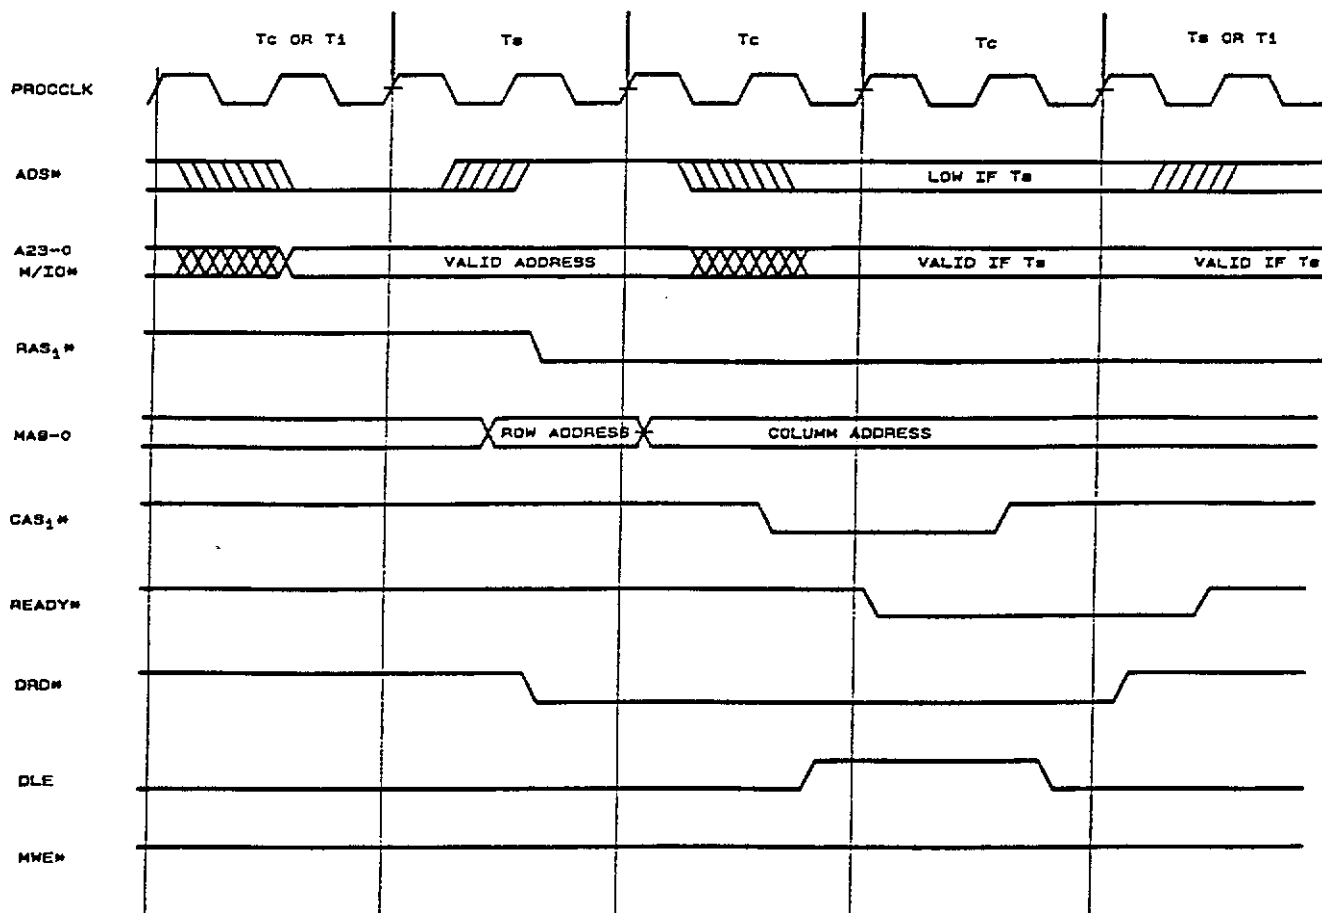 Tc OR Ti Ts Tc Tc Ts OR Ti
PROCCLK
ADS* LOW IF Ts
A23-0
M/IO* VALID ADDRESS VALID IF Ts VALID IF Ts
RAS1*
MA9-0 ROW ADDRESS COLUMM ADDRESS
CAS1*
READY*
DRD*
DLE
MWE*